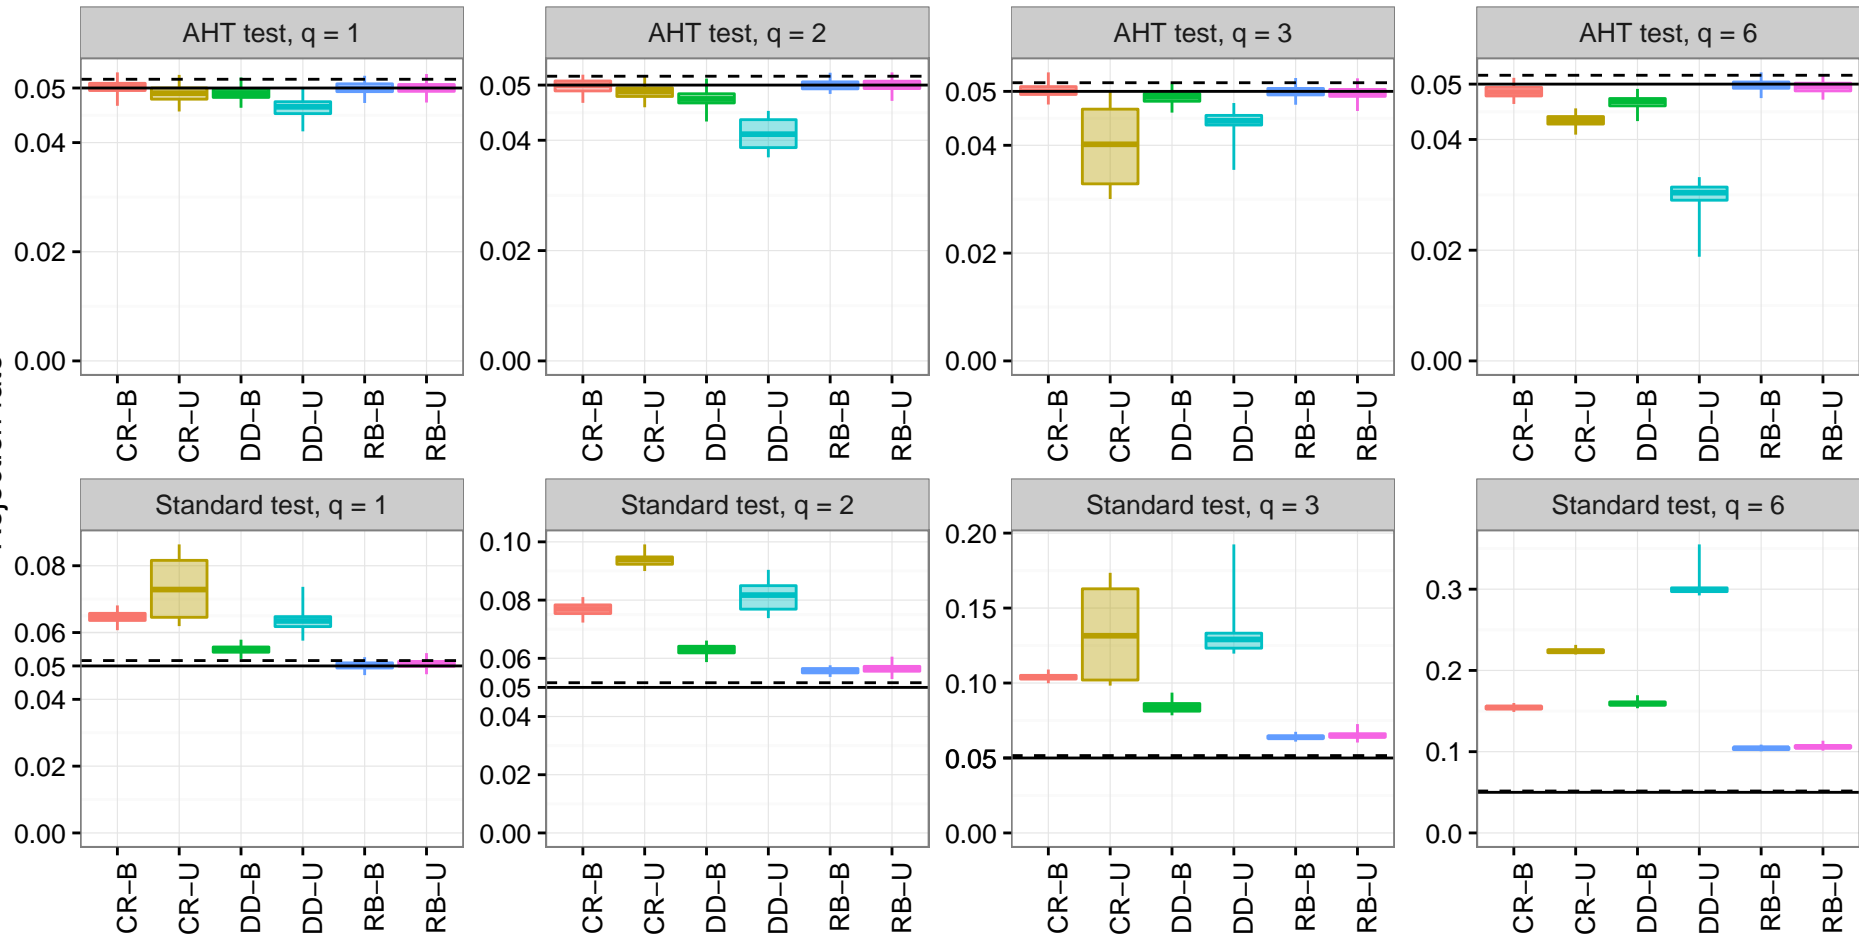 AHT test, q = 1
AHT test, q = 2
AHT test, q = 3
AHT test, q = 6
0.05
0.04
0.02
0.00
0.05
0.04
0.02
0.00
0.05
0.04
0.02
0.00
0.05
0.04
0.02
0.00
CR−B
CR−U
DD−B
DD−U
RB−B
RB−U
CR−B
CR−U
DD−B
DD−U
RB−B
RB−U
CR−B
CR−U
DD−B
DD−U
RB−B
RB−U
CR−B
CR−U
DD−B
DD−U
RB−B
RB−U
Standard test, q = 1
Standard test, q = 2
Standard test, q = 3
Standard test, q = 6
0.08
0.06
0.05
0.04
0.02
0.00
0.10
0.08
0.06
0.05
0.04
0.02
0.00
0.20
0.15
0.10
0.05
0.00
0.3
0.2
0.1
0.0
CR−B
CR−U
DD−B
DD−U
RB−B
RB−U
CR−B
CR−U
DD−B
DD−U
RB−B
RB−U
CR−B
CR−U
DD−B
DD−U
RB−B
RB−U
CR−B
CR−U
DD−B
DD−U
RB−B
RB−U